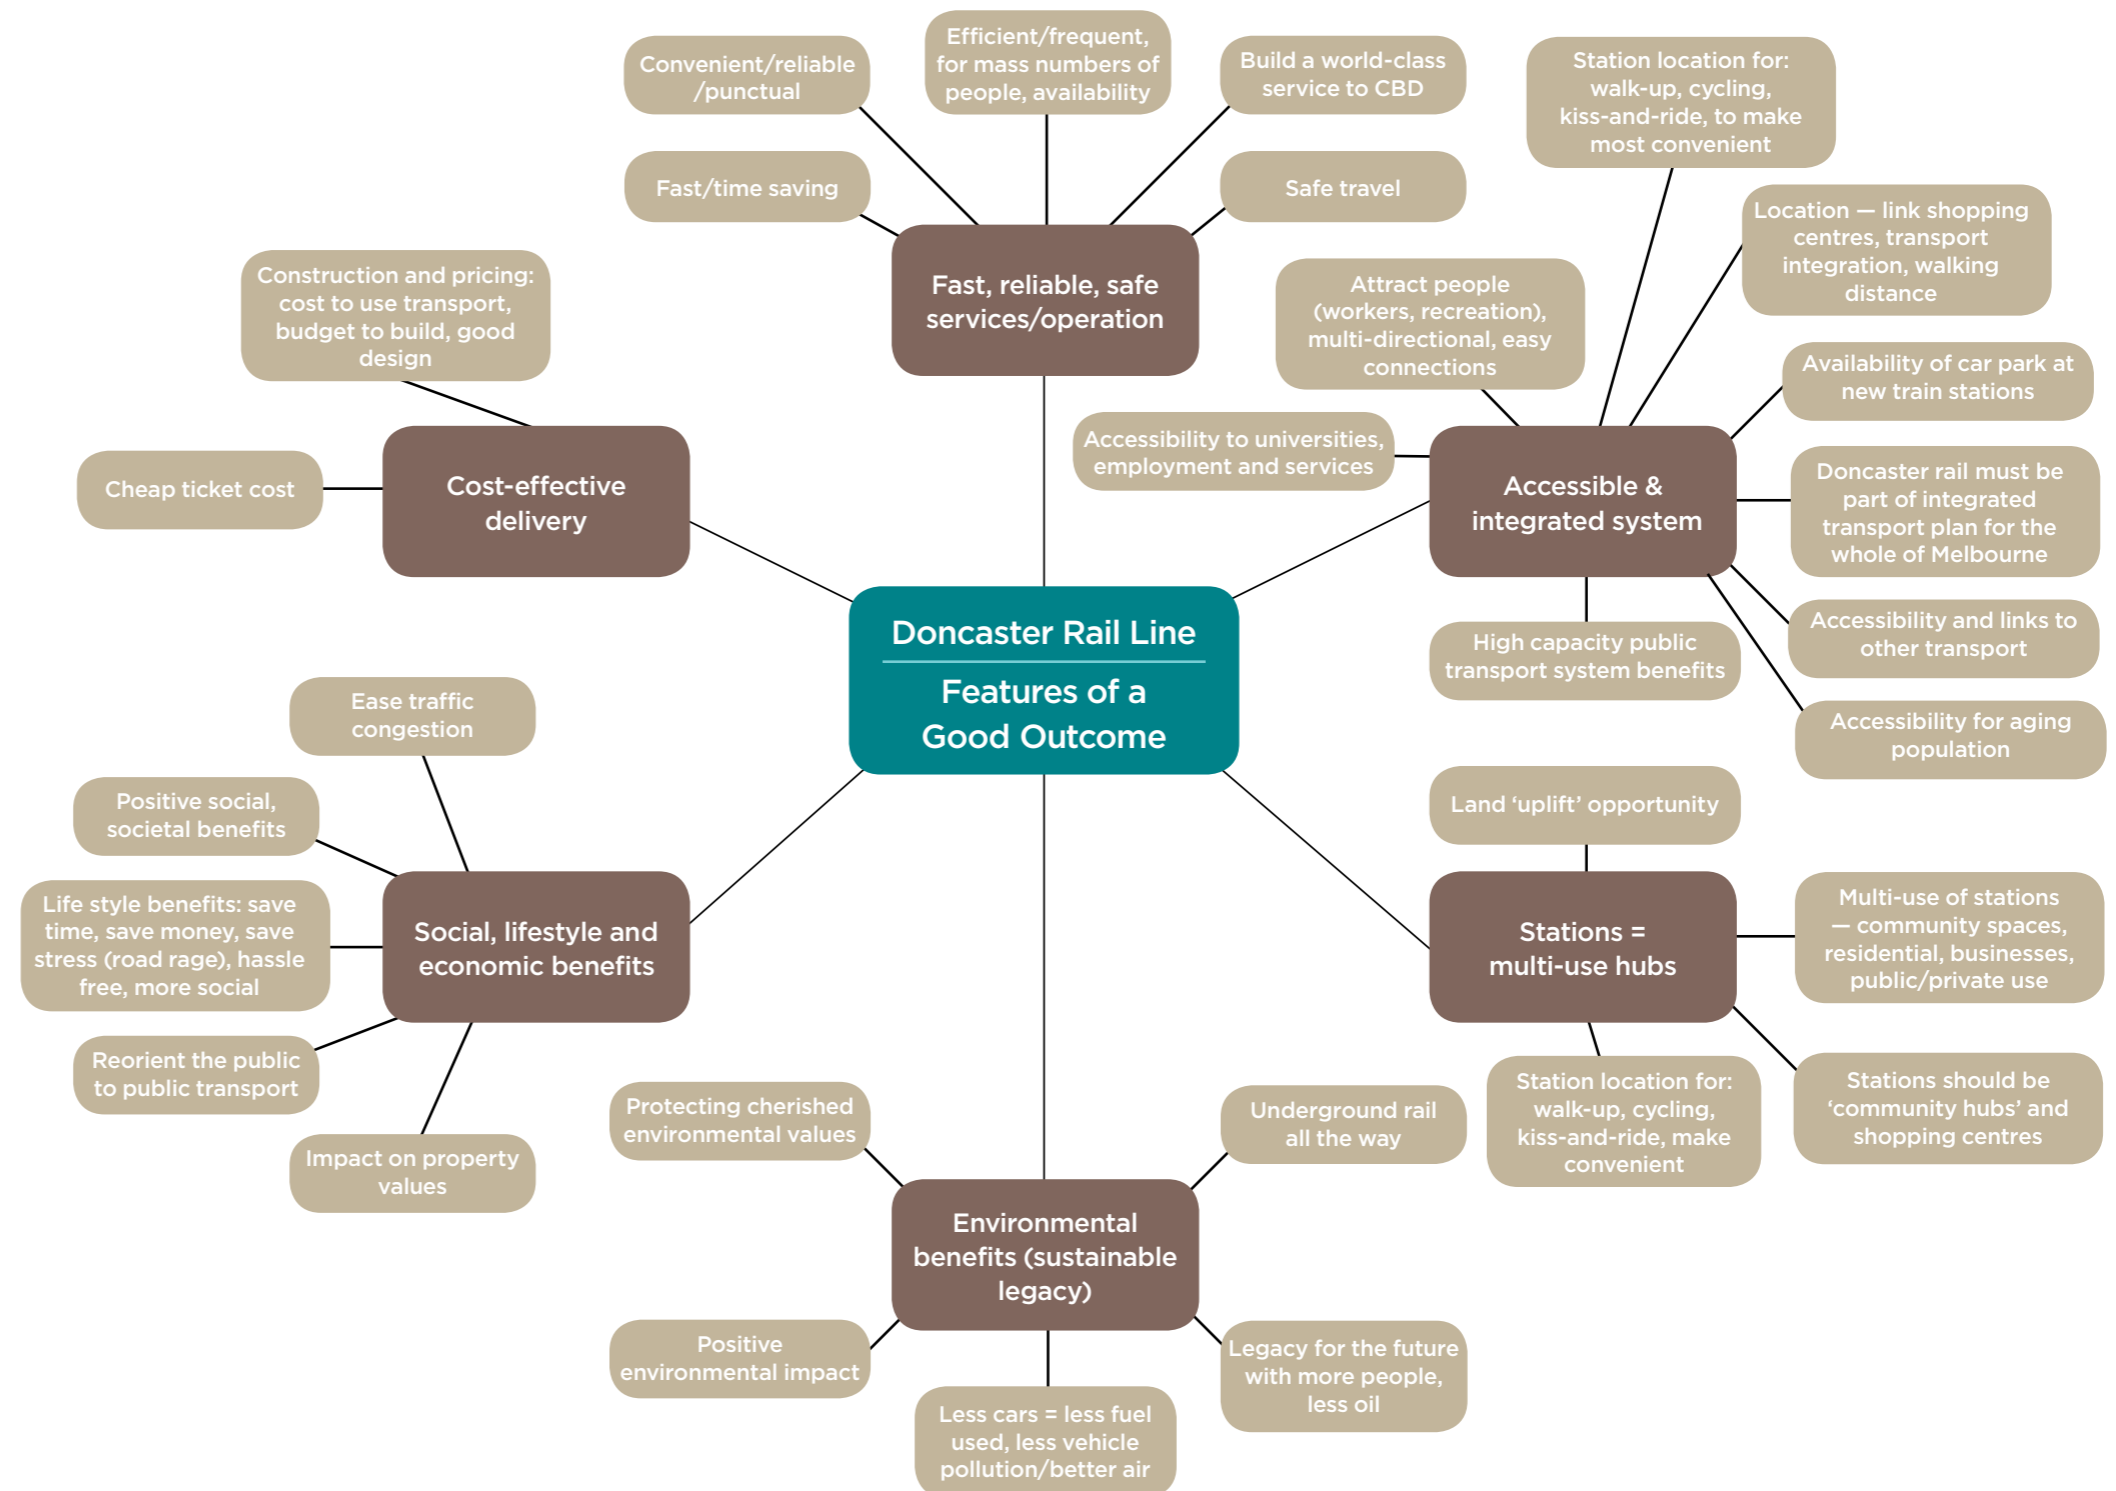 Convenient/reliable
/punctual
Efficient/frequent,
for mass numbers of
people, availability
Build a world-class
service to CBD
Fast/time saving
Safe travel
Fast, reliable, safe
services/operation
Station location for:
walk-up, cycling,
kiss-and-ride, to make
most convenient
Location — link shopping
centres, transport
integration, walking
distance
Attract people
(workers, recreation),
multi-directional, easy
connections
Availability of car park at
new train stations
Accessibility to universities,
employment and services
Accessible &
integrated system
Doncaster rail must be
part of integrated
transport plan for the
whole of Melbourne
High capacity public
transport system benefits
Accessibility and links to
other transport
Accessibility for aging
population
Construction and pricing:
cost to use transport,
budget to build, good
design
Cheap ticket cost
Cost-effective
delivery
Doncaster Rail Line
Features of a
Good Outcome
Ease traffic
congestion
Positive social,
societal benefits
Life style benefits: save
time, save money, save
stress (road rage), hassle
free, more social
Social, lifestyle and
economic benefits
Reorient the public
to public transport
Impact on property
values
Land ‘uplift’ opportunity
Stations =
multi-use hubs
Multi-use of stations
— community spaces,
residential, businesses,
public/private use
Station location for:
walk-up, cycling,
kiss-and-ride, make
convenient
Stations should be
‘community hubs’ and
shopping centres
Protecting cherished
environmental values
Underground rail
all the way
Environmental
benefits (sustainable
legacy)
Positive
environmental impact
Less cars = less fuel
used, less vehicle
pollution/better air
Legacy for the future
with more people,
less oil